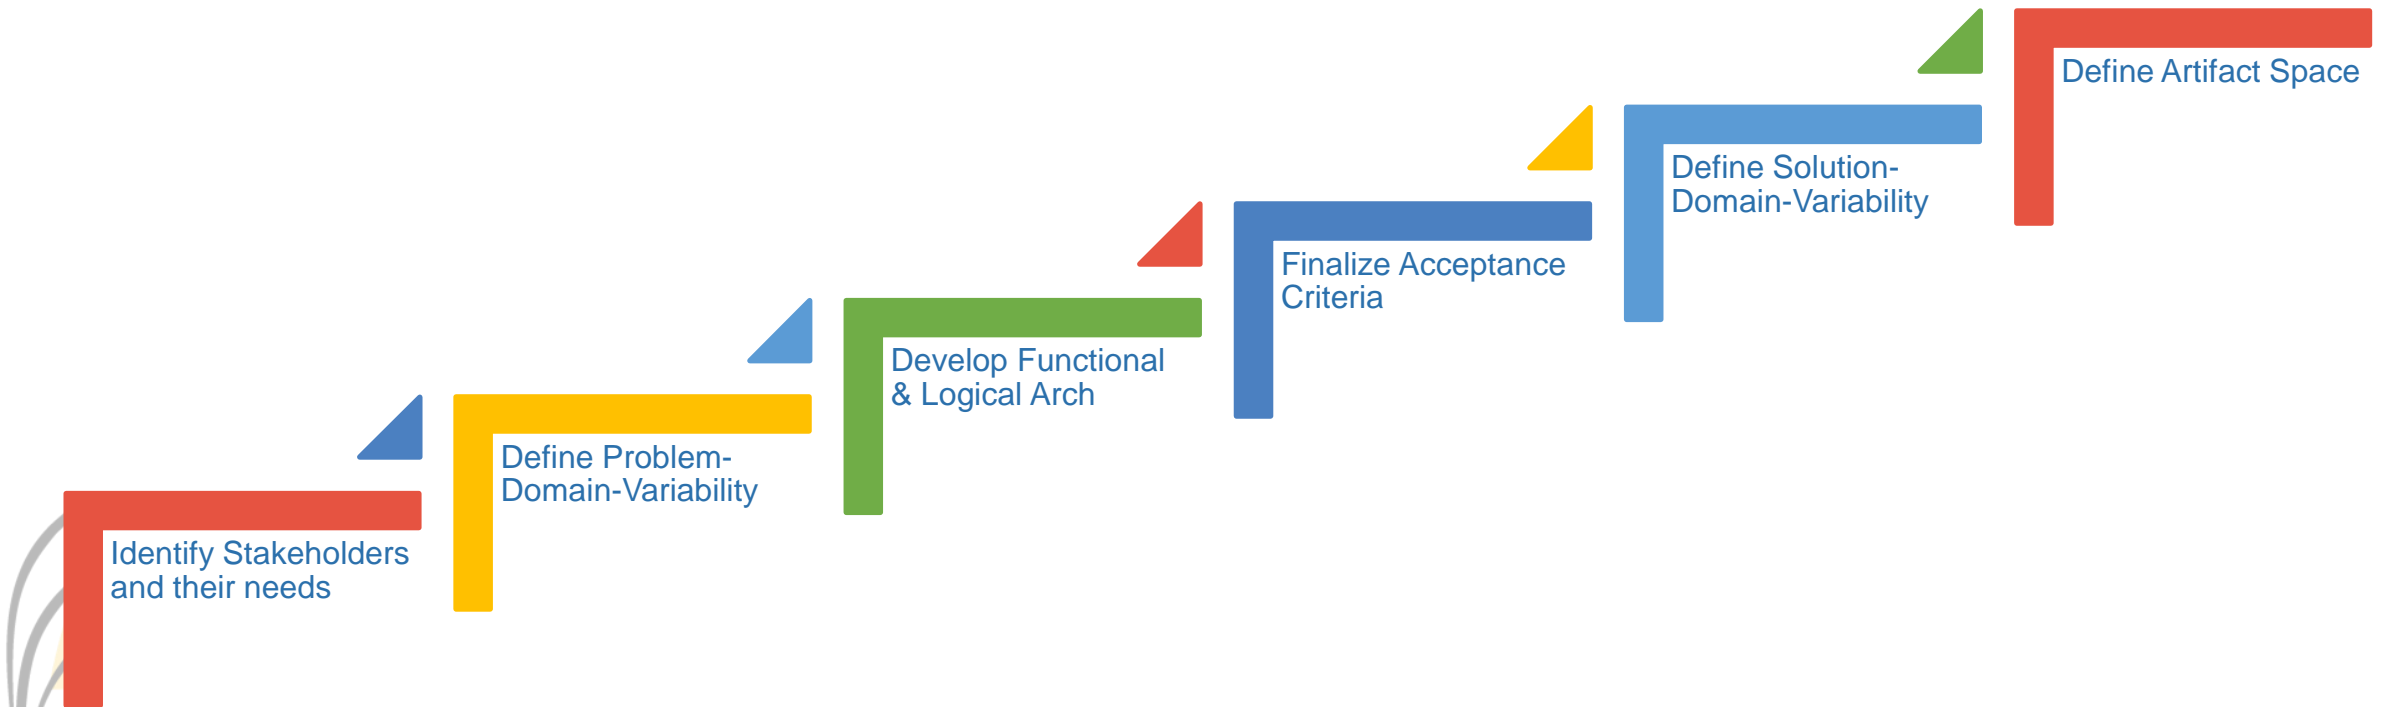 Identify Stakeholders
and their needs
Define Problem-
Domain-Variability
Develop Functional
& Logical Arch
Finalize Acceptance
Criteria
Define Solution-
Domain-Variability
Define Artifact Space